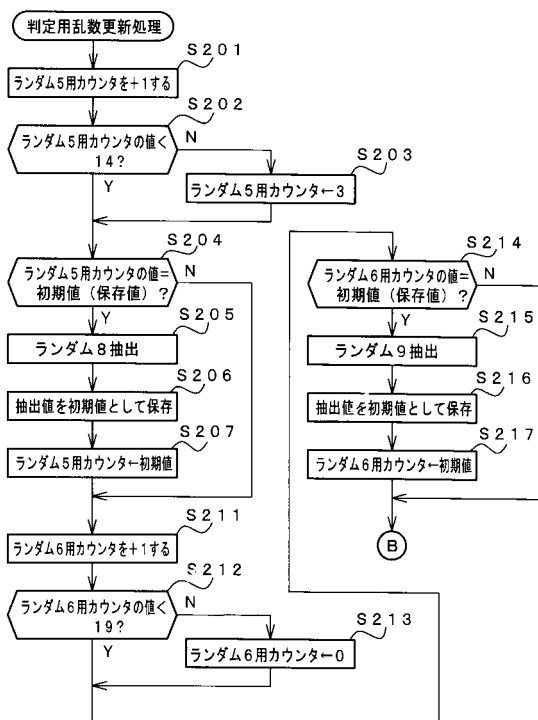 判定用乱数更新処理
S201
ランダム5用カウンタを+1する
S202
ランダム5用カウンタの値<
14?
N
Y
S203
ランダム5用カウンタ←3
S204
ランダム5用カウンタの値=
初期値(保存値)?
N
Y
S205
ランダム8抽出
S206
抽出値を初期値として保存
S207
ランダム5用カウンタ←初期値
S211
ランダム6用カウンタを+1する
S212
ランダム6用カウンタの値<
19?
N
Y
S213
ランダム6用カウンタ←0
S214
ランダム6用カウンタの値=
初期値(保存値)?
N
Y
S215
ランダム9抽出
S216
抽出値を初期値として保存
S217
ランダム6用カウンタ←初期値
B